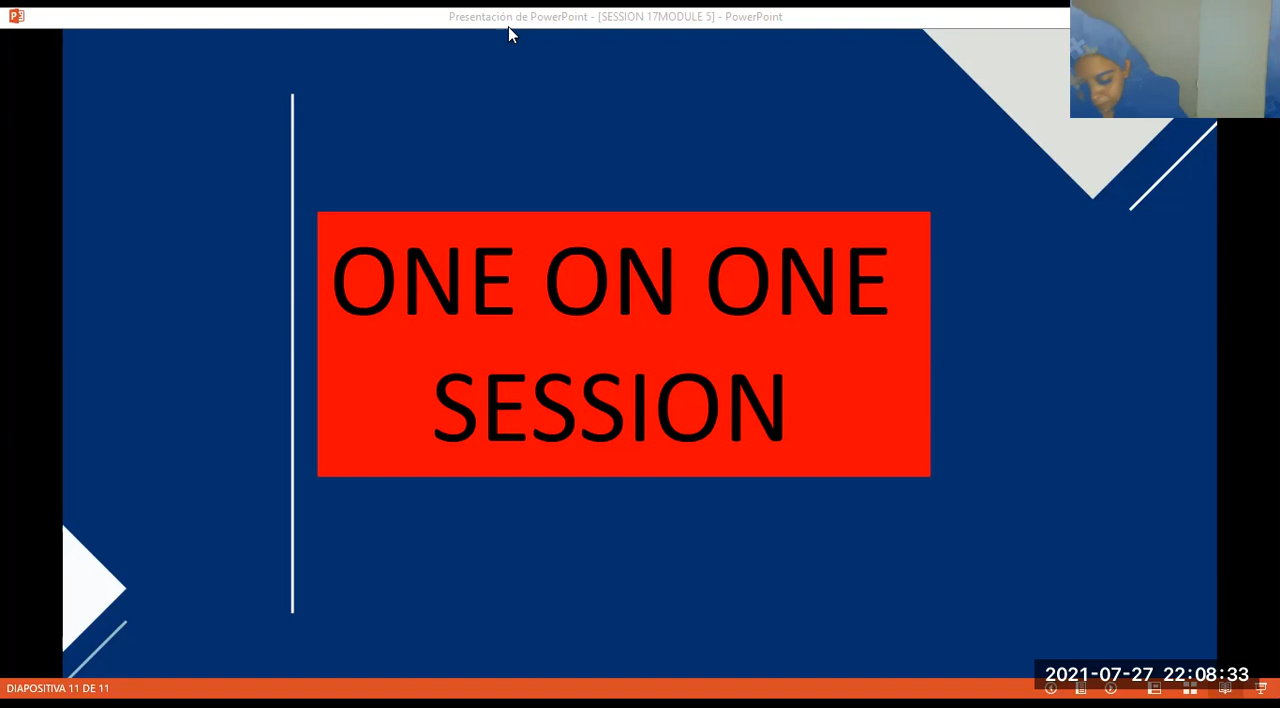 Presentación de PowerPoint - [SESSION 17MODULE 5] - PowerPoint
ONE ON ONE
SESSION
2021-07-27 22:08:33
DIAPOSITIVA 11 DE 11